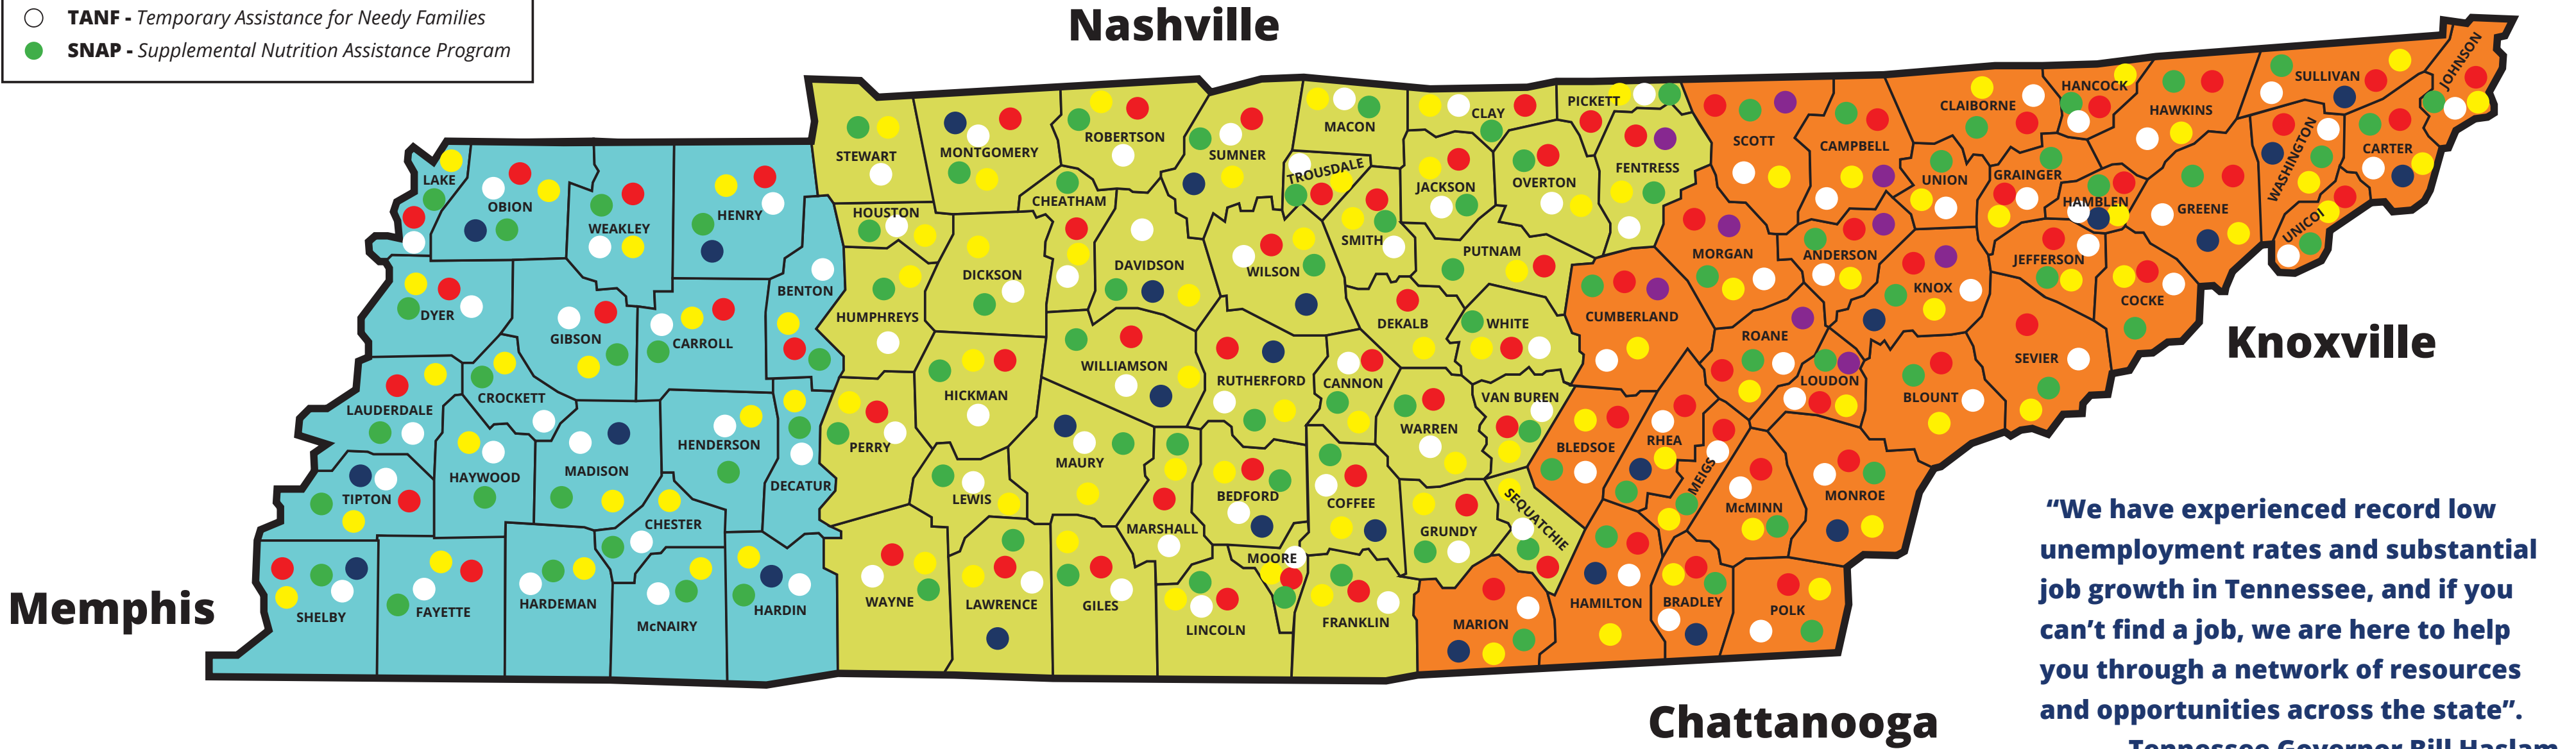 TANF - Temporary Assistance for Needy Families
SNAP - Supplemental Nutrition Assistance Program
Nashville
Memphis
Knoxville
Chattanooga
LAKE
OBION
WEAKLEY
HENRY
BENTON
DYER
GIBSON
CARROLL
LAUDERDALE
CROCKETT
HAYWOOD
MADISON
HENDERSON
DECATUR
TIPTON
CHESTER
SHELBY
FAYETTE
HARDEMAN
McNAIRY
HARDIN
STEWART
MONTGOMERY
ROBERTSON
SUMNER
MACON
CLAY
PICKETT
TROUSDALE
CHEATHAM
HOUSTON
JACKSON
OVERTON
FENTRESS
DICKSON
DAVIDSON
WILSON
SMITH
PUTNAM
HUMPHREYS
DEKALB
WHITE
WILLIAMSON
RUTHERFORD
CANNON
HICKMAN
PERRY
LEWIS
MAURY
WARREN
VAN BUREN
MARSHALL
BEDFORD
COFFEE
GRUNDY
SEQUATCHIE
MOORE
WAYNE
LAWRENCE
GILES
LINCOLN
FRANKLIN
SCOTT
CAMPBELL
CLAIBORNE
HANCOCK
HAWKINS
SULLIVAN
JOHNSON
WASHINGTON
CARTER
UNICOI
GREENE
HAMBLEN
GRAINGER
UNION
MORGAN
ANDERSON
KNOX
JEFFERSON
COCKE
SEVIER
CUMBERLAND
ROANE
LOUDON
BLOUNT
BLEDSOE
RHEA
MEIGS
McMINN
MONROE
MARION
HAMILTON
BRADLEY
POLK
“We have experienced record low
unemployment rates and substantial
job growth in Tennessee, and if you
can’t find a job, we are here to help
you through a network of resources
and opportunities across the state”.
Tennessee Governor Bill Haslam